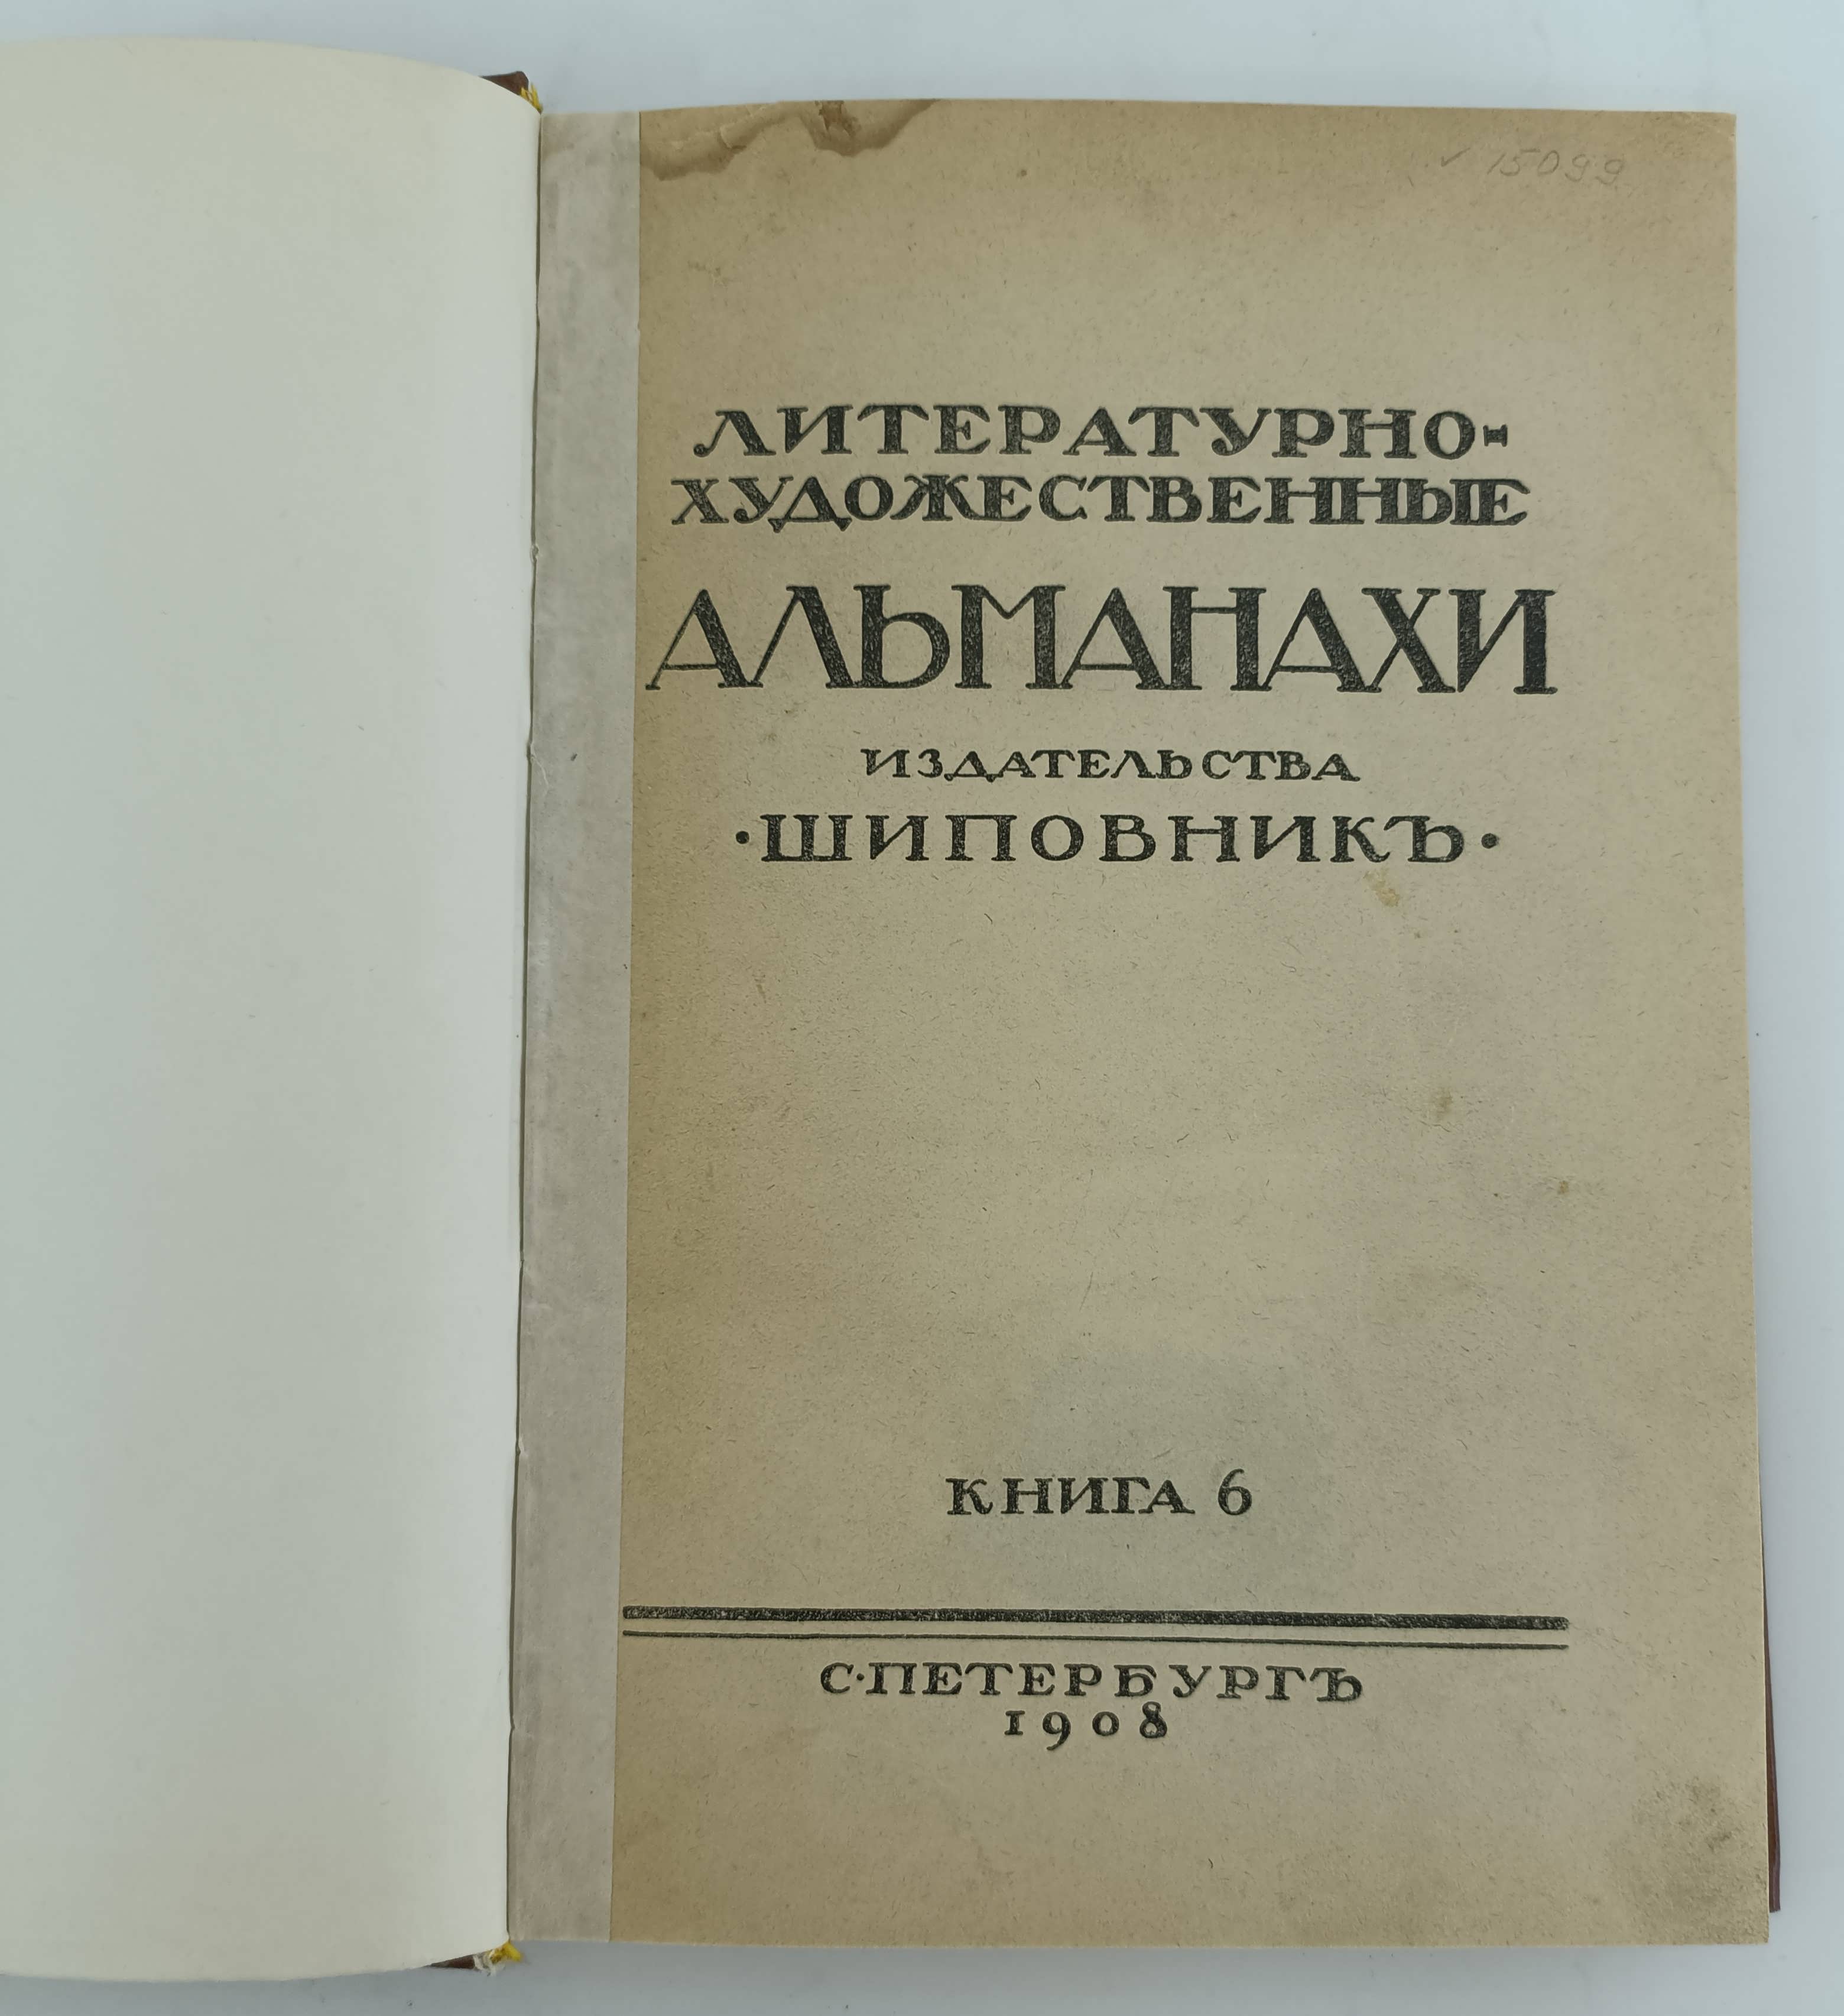 ✓ 15099
ЛИТЕРАТУРНО-
ХУДОЖЕСТВЕННЫЕ
АЛЬМАНАХИ
ИЗДАТЕЛЬСТВА
·ШИПОВНИКЪ·
КНИГА 6
С·ПЕТЕРБУРГЪ
1908